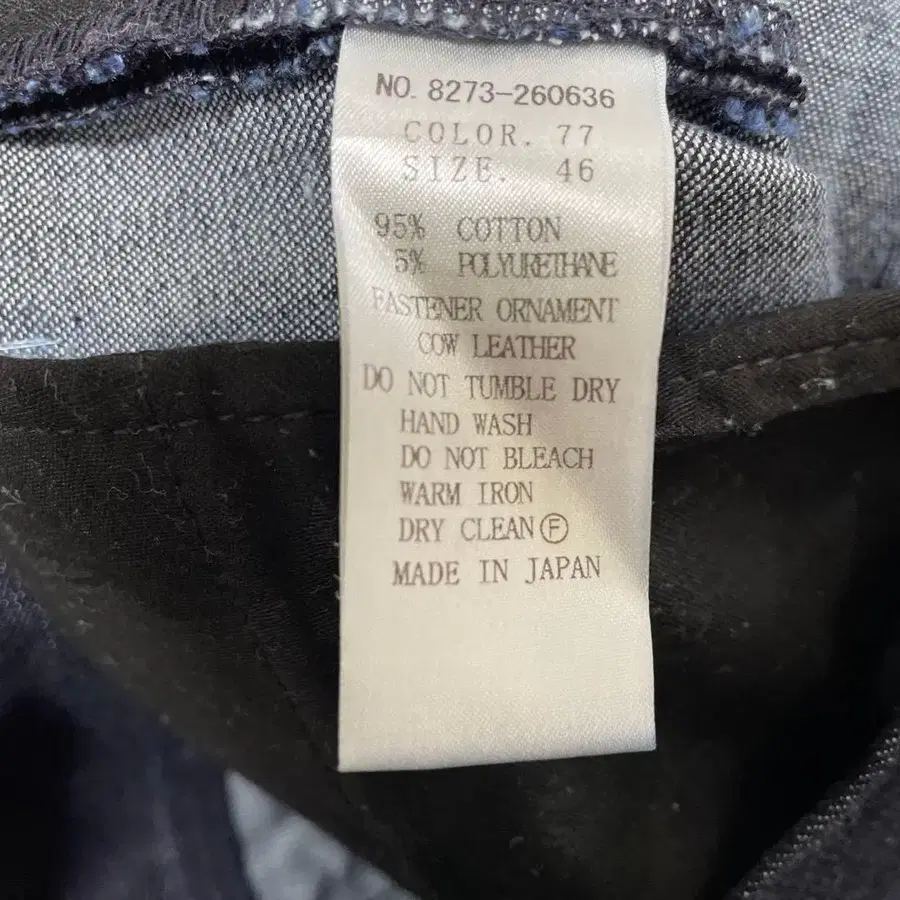 NO. 8273-260636
COLOR. 77
SIZE. 46
95% COTTON
5% POLYURETHANE
FASTENER ORNAMENT
COW LEATHER
DO NOT TUMBLE DRY
HAND WASH
DO NOT BLEACH
WARM IRON
DRY CLEAN Ⓕ
MADE IN JAPAN